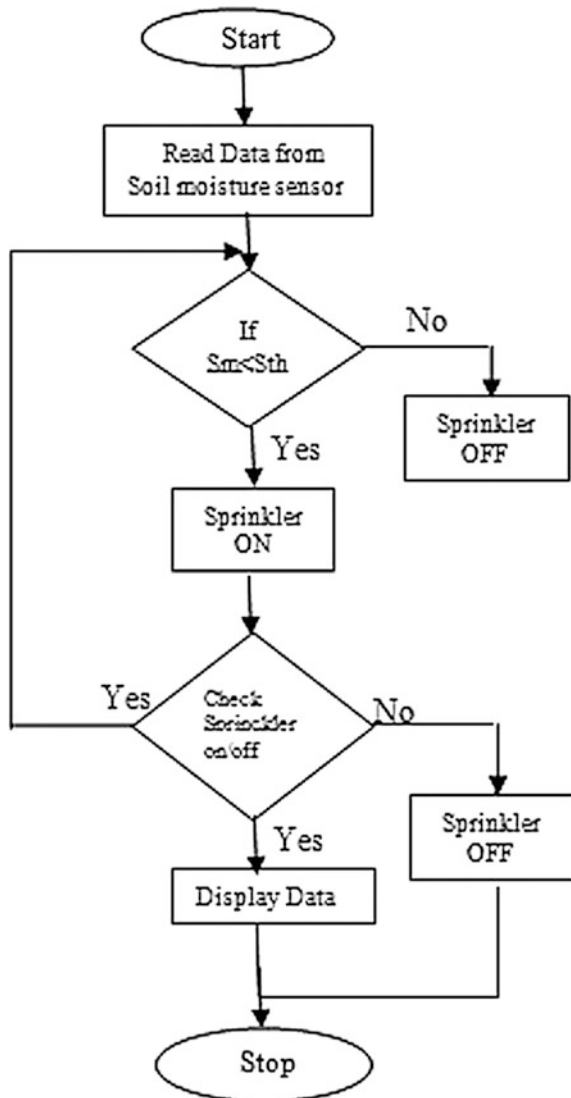 Start
Read Data from
Soil moisture sensor
If
Sm<Sth
No
Sprinkler
OFF
Yes
Sprinkler
ON
Yes
Check
Sprinckler
on/off
No
Sprinkler
OFF
Yes
Display Data
Stop